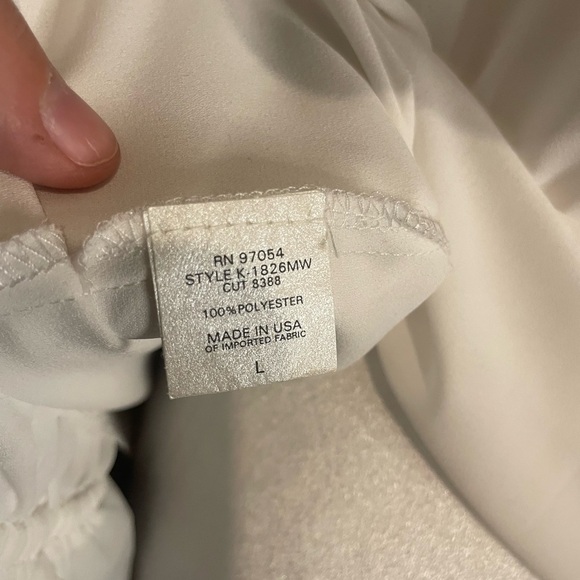 RN 97054
STYLE K-1826MW
CUT 8388
100% POLYESTER
MADE IN USA
OF IMPORTED FABRIC
L